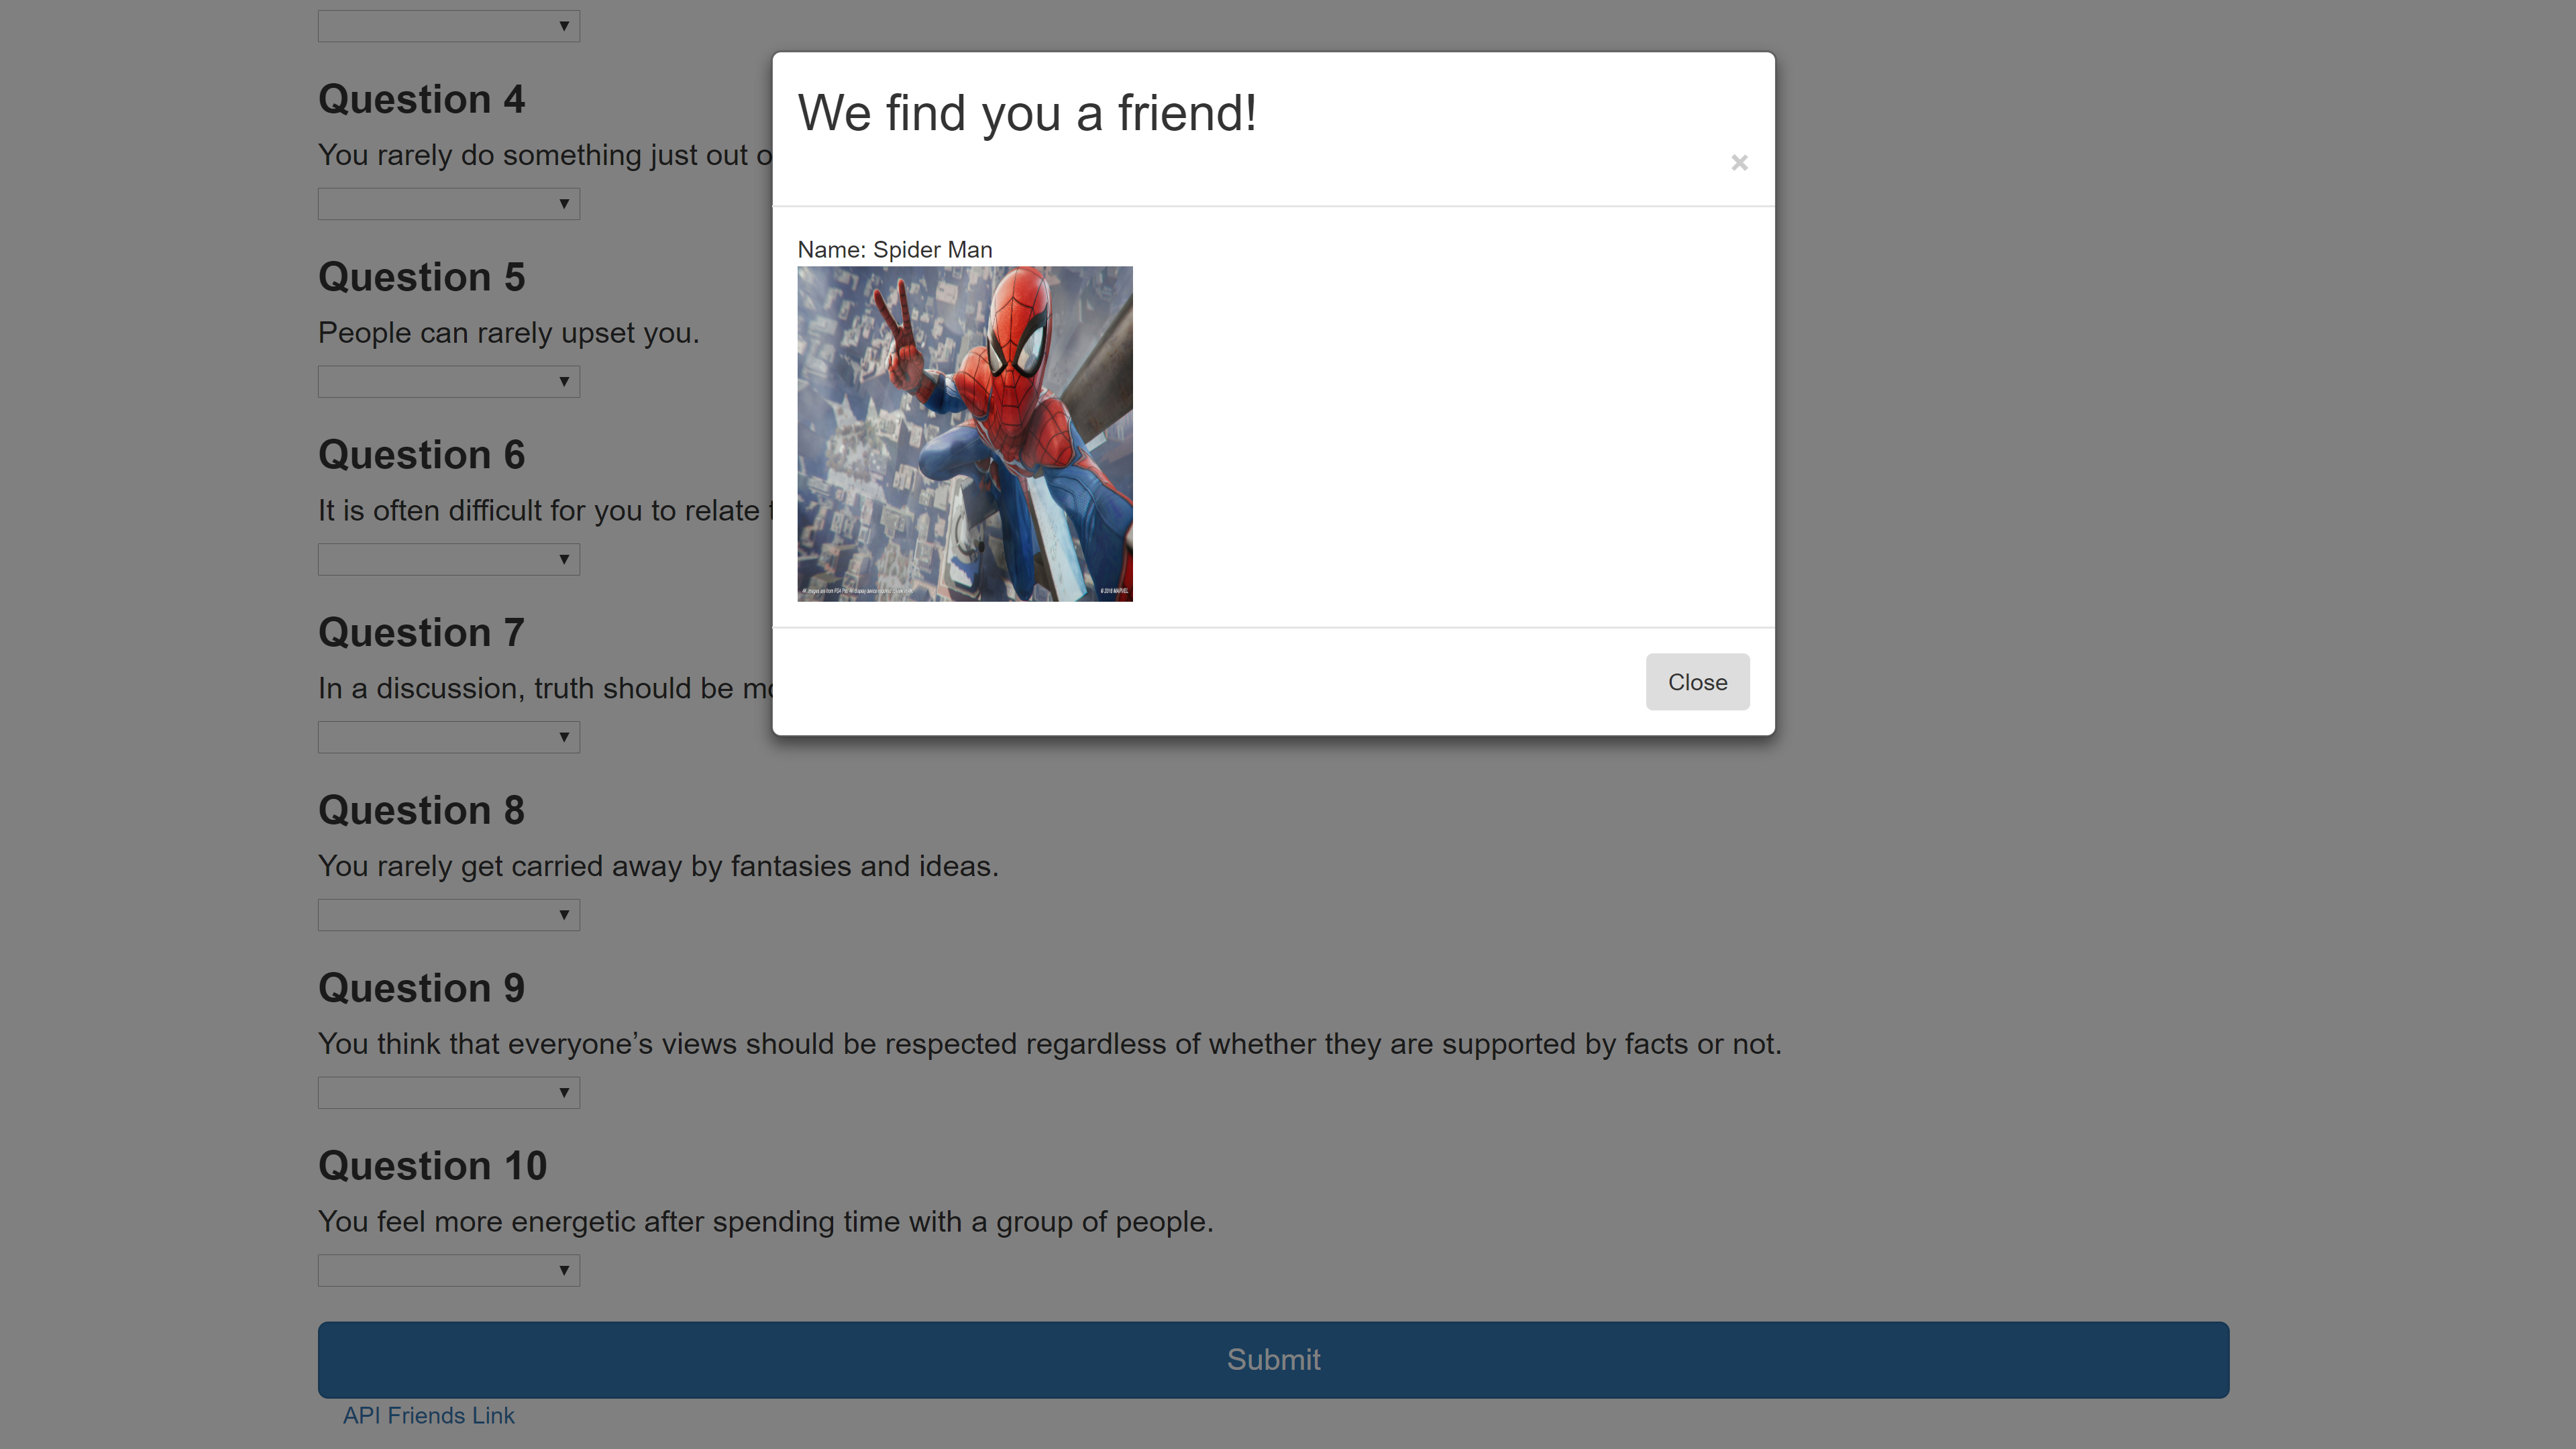 We find you a friend!
×
Name: Spider Man
© 2018 MARVEL
Close
Question 4
You rarely do something just out
Question 5
People can rarely upset you.
Question 6
It is often difficult for you to relate
Question 7
In a discussion, truth should be
Question 8
You rarely get carried away by fantasies and ideas.
Question 9
You think that everyone’s views should be respected regardless of whether they are supported by facts or not.
Question 10
You feel more energetic after spending time with a group of people.
Submit
API Friends Link